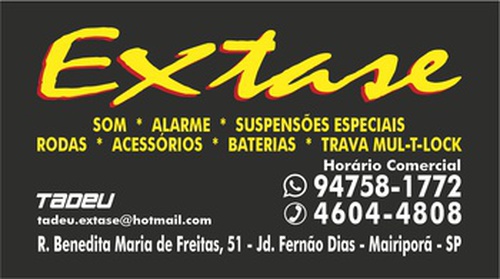 Extase
SOM * ALARME * SUSPENSÕES ESPECIAIS
RODAS * ACESSÓRIOS * BATERIAS * TRAVA MUL-T-LOCK
Horário Comercial
94758-1772
TADEU
tadeu.extase@hotmail.com
4604-4808
R. Benedita Maria de Freitas, 51 - Jd. Fernão Dias - Mairiporã - SP